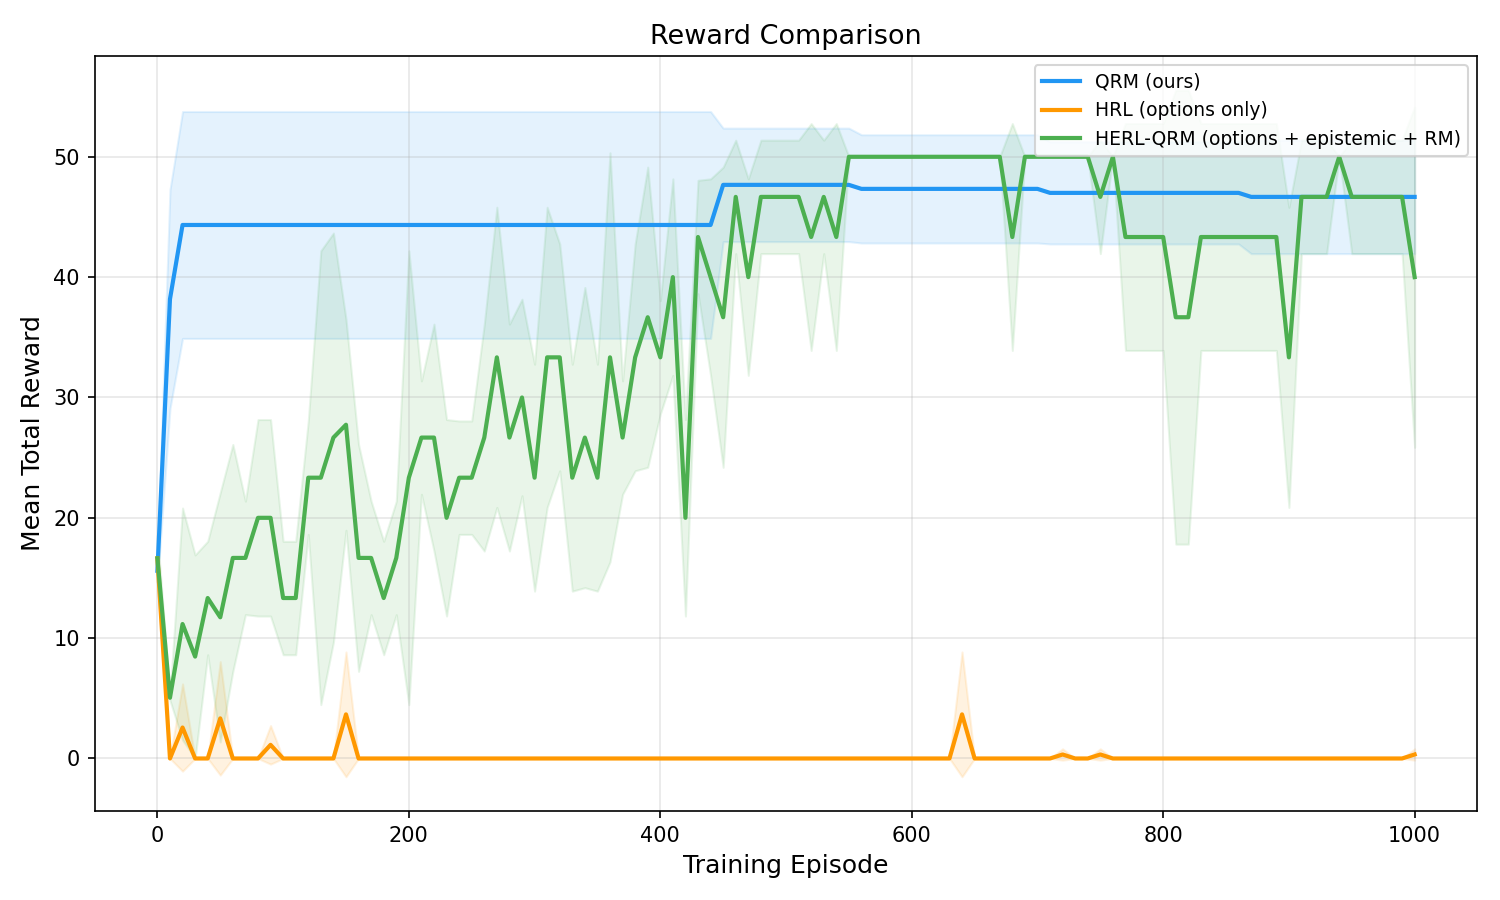 Reward Comparison
QRM (ours)
HRL (options only)
HERL-QRM (options + epistemic + RM)
Mean Total Reward
50
40
30
20
10
0
0 200 400 600 800 1000
Training Episode